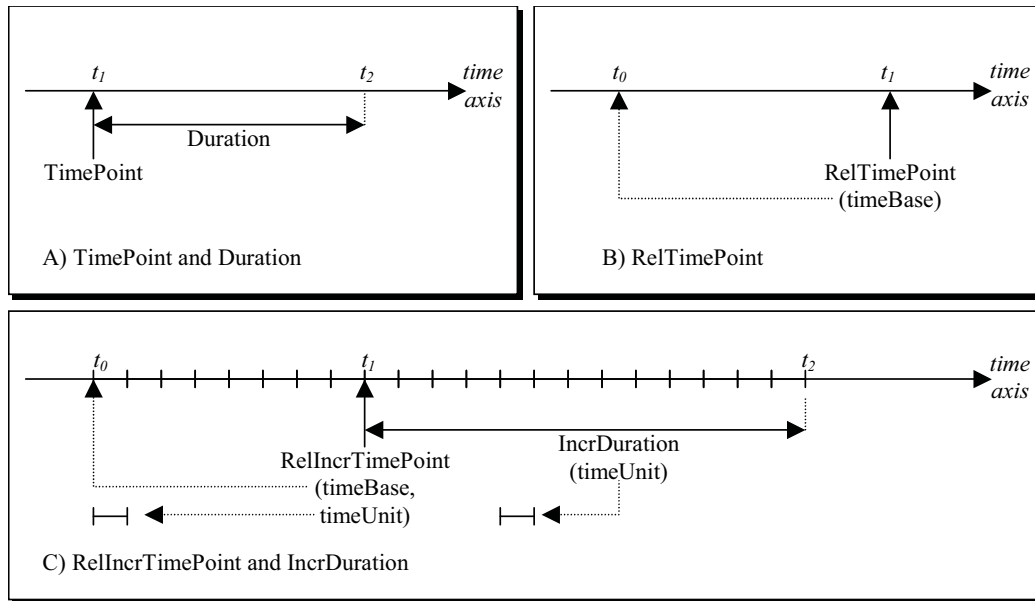 t₁ t₂ time
axis
Duration
TimePoint
A) TimePoint and Duration
t₀ t₁ time
axis
RelTimePoint
(timeBase)
B) RelTimePoint
t₀ t₁ t₂ time
axis
IncrDuration
(timeUnit)
RelIncrTimePoint
(timeBase,
timeUnit)
C) RelIncrTimePoint and IncrDuration